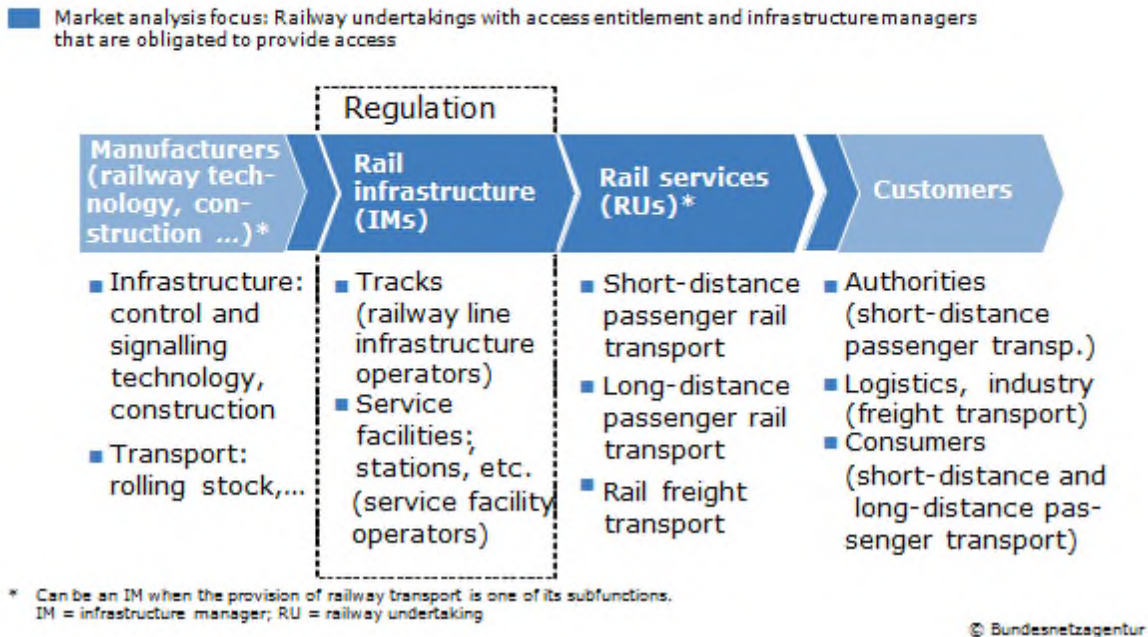 Market analysis focus: Railway undertakings with access entitlement and infrastructure managers
that are obligated to provide access
Regulation
Manufacturers
(railway tech-
nology, con-
struction ...)*
Rail
infrastructure
(IMs)
Rail services
(RUs)*
Customers
Infrastructure:
control and
signalling
technology,
construction
Transport:
rolling stock,...
Tracks
(railway line
infrastructure
operators)
Service
facilities;
stations, etc.
(service facility
operators)
Short-distance
passenger rail
transport
Long-distance
passenger rail
transport
Rail freight
transport
Authorities
(short-distance
passenger transp.)
Logistics, industry
(freight transport)
Consumers
(short-distance and
long-distance pas-
senger transport)
* Can be an IM when the provision of railway transport is one of its subfunctions.
IM = infrastructure manager; RU = railway undertaking
© Bundesnetzagentur